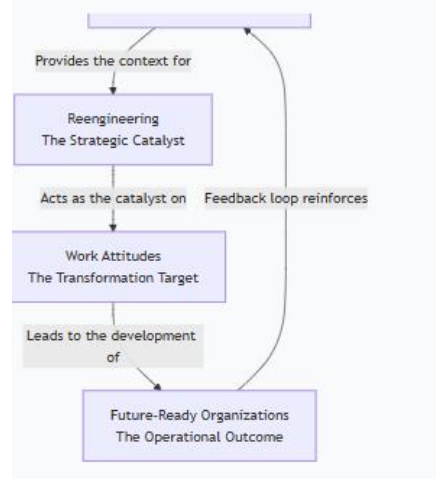 Provides the context for
Reengineering
The Strategic Catalyst
Acts as the catalyst on
Feedback loop reinforces
Work Attitudes
The Transformation Target
Leads to the development
of
Future-Ready Organizations
The Operational Outcome